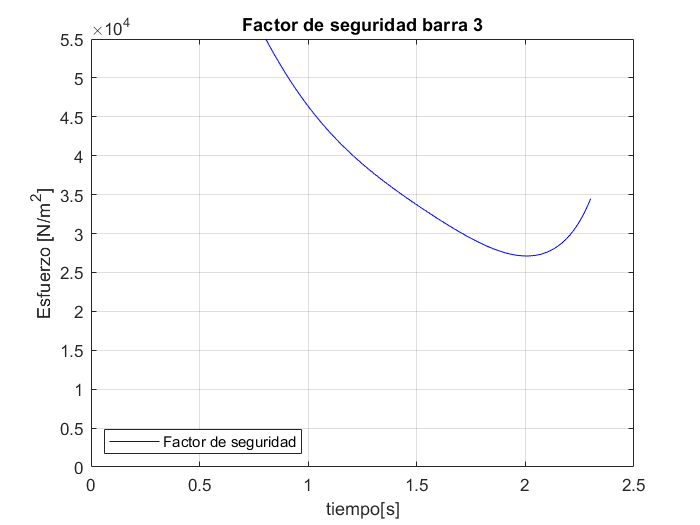 Factor de seguridad barra 3
×10^4
5.5
5
4.5
4
3.5
3
2.5
2
1.5
1
0.5
0
Esfuerzo [N/m^2]
Factor de seguridad
0 0.5 1 1.5 2 2.5
tiempo[s]